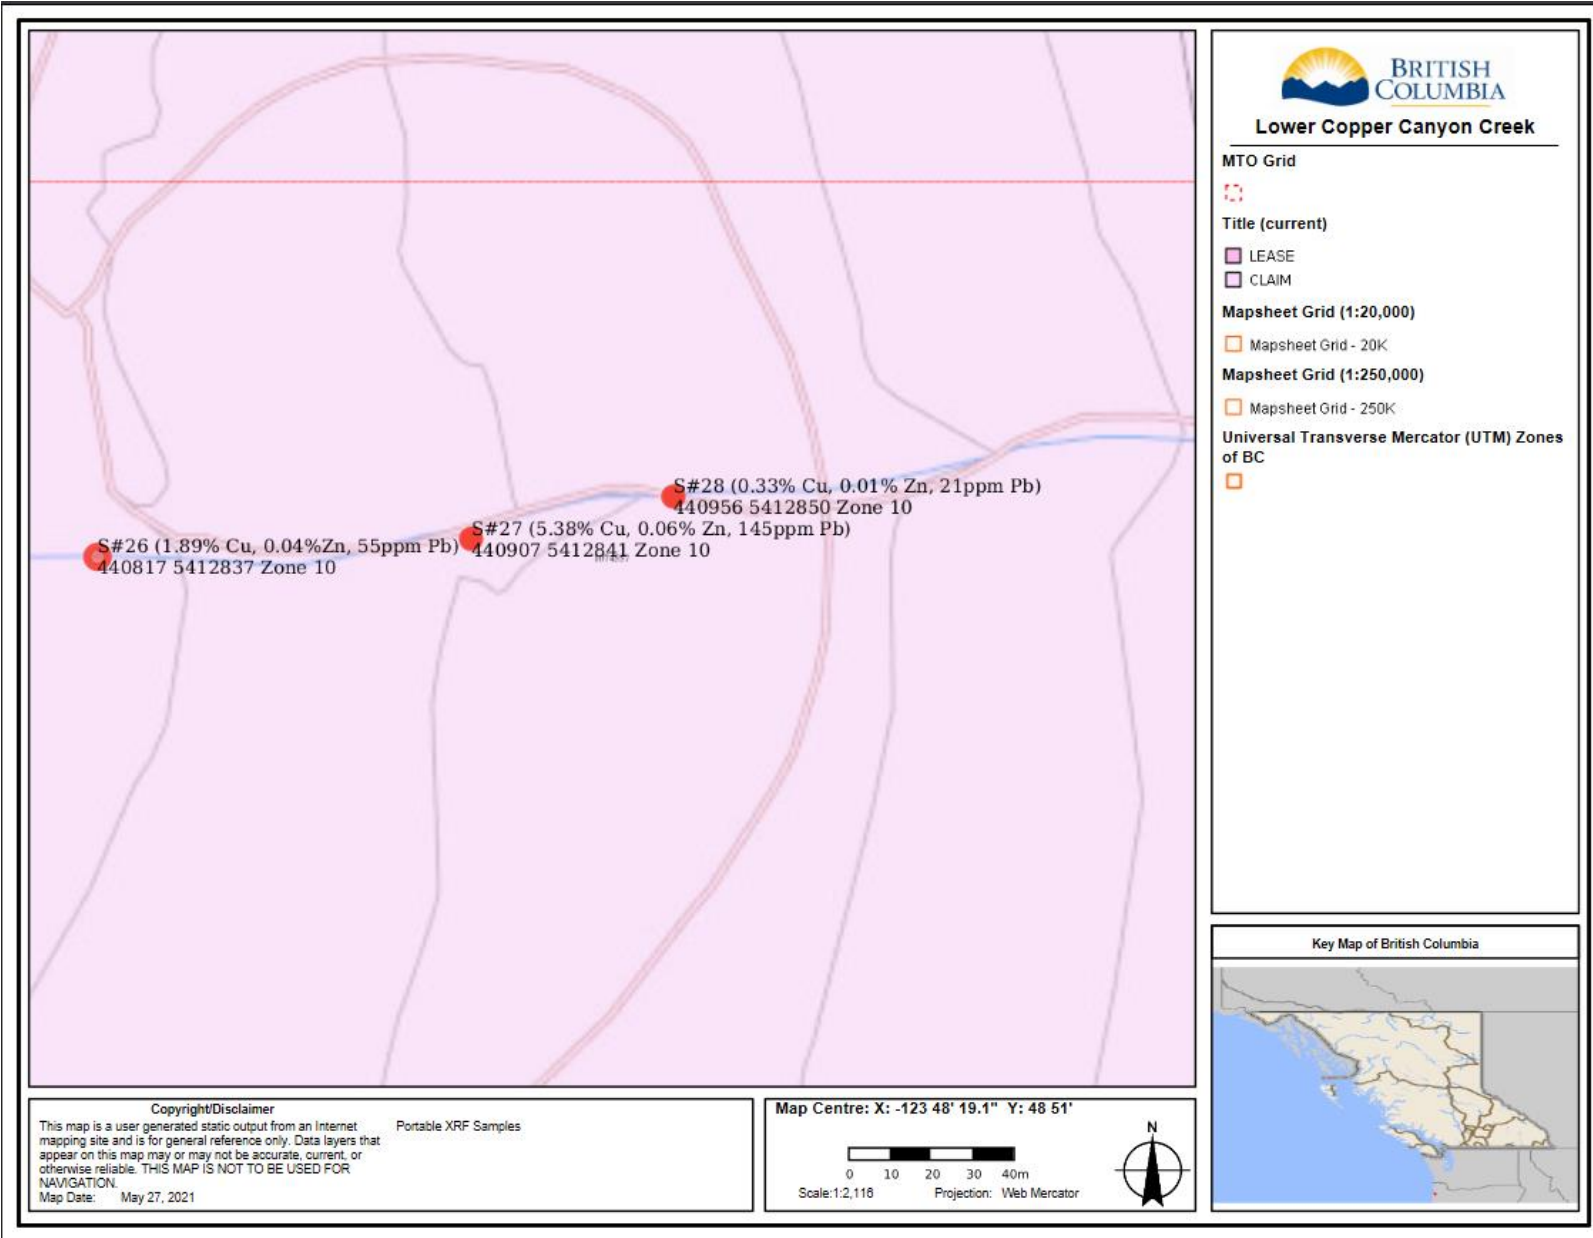 S#28 (0.33% Cu, 0.01% Zn, 21ppm Pb)
440956 5412850 Zone 10
S#27 (5.38% Cu, 0.06% Zn, 145ppm Pb)
440907 5412841 Zone 10
S#26 (1.89% Cu, 0.04%Zn, 55ppm Pb)
440817 5412837 Zone 10
BRITISH
COLUMBIA
Lower Copper Canyon Creek
MTO Grid
Title (current)
LEASE
CLAIM
Mapsheet Grid (1:20,000)
Mapsheet Grid - 20K
Mapsheet Grid (1:250,000)
Mapsheet Grid - 250K
Universal Transverse Mercator (UTM) Zones
of BC
Key Map of British Columbia
Copyright/Disclaimer
This map is a user generated static output from an Internet
mapping site and is for general reference only. Data layers that
appear on this map may or may not be accurate, current, or
otherwise reliable. THIS MAP IS NOT TO BE USED FOR
NAVIGATION.
Map Date: May 27, 2021
Portable XRF Samples
Map Centre: X: -123 48' 19.1" Y: 48 51'
0 10 20 30 40m
Scale:1:2,116 Projection: Web Mercator
N